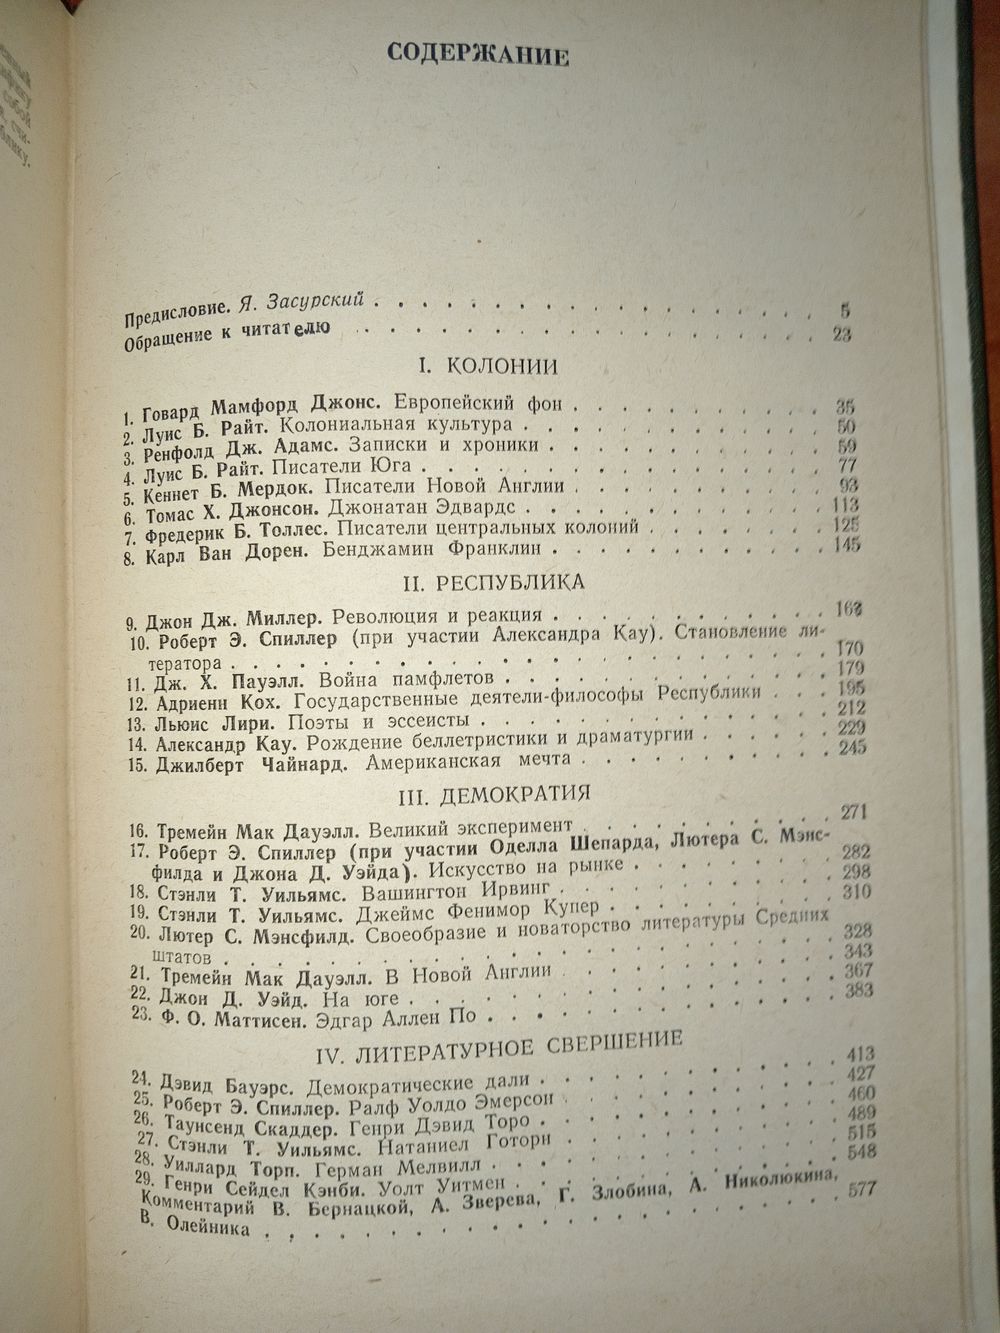 енный
собой
СОДЕРЖАНИЕ
Предисловие. Я. Засурский . . . . . . . . . . . . . . . . . . 5
Обращение к читателю . . . . . . . . . . . . . . . . . . 23
I. КОЛОНИИ
1. Говард Мамфорд Джонс. Европейский фон . . . . . . . . . . 35
2. Луис Б. Райт. Колониальная культура . . . . . . . . . . . . 50
3. Ренфолд Дж. Адамс. Записки и хроники . . . . . . . . . . . 59
4. Луис Б. Райт. Писатели Юга . . . . . . . . . . . . . . . 77
5. Кеннет Б. Мердок. Писатели Новой Англии . . . . . . . . . . 93
6. Томас Х. Джонсон. Джонатан Эдвардс . . . . . . . . . . . . 113
7. Фредерик Б. Толлес. Писатели центральных колоний . . . . . . . 125
8. Карл Ван Дорен. Бенджамин Франклин . . . . . . . . . . . 145
II. РЕСПУБЛИКА
9. Джон Дж. Миллер. Революция и реакция . . . . . . . . . . . 163
10. Роберт Э. Спиллер (при участии Александра Кау). Становление ли-
тератора . . . . . . . . . . . . . . . . . . . . . . 170
11. Дж. Х. Пауэлл. Война памфлетов . . . . . . . . . . . . . 179
12. Адриенн Кох. Государственные деятели-философы Республики . . . 195
13. Льюис Лири. Поэты и эссеисты . . . . . . . . . . . . . . 212
14. Александр Кау. Рождение беллетристики и драматургии . . . . . 229
15. Джилберт Чайнард. Американская мечта . . . . . . . . . . . 245
III. ДЕМОКРАТИЯ
16. Тремейн Мак Дауэлл. Великий эксперимент . . . . . . . . . . 271
17. Роберт Э. Спиллер (при участии Оделла Шепарда, Лютера С. Мэнс-
филда и Джона Д. Уэйда). Искусство на рынке . . . . . . . . 282
18. Стэнли Т. Уильямс. Вашингтон Ирвинг . . . . . . . . . . . 298
19. Стэнли Т. Уильямс. Джеймс Фенимор Купер . . . . . . . . . 310
20. Лютер С. Мэнсфилд. Своеобразие и новаторство литературы Средних
штатов . . . . . . . . . . . . . . . . . . . . . . . 328
21. Тремейн Мак Дауэлл. В Новой Англии . . . . . . . . . . . 343
22. Джон Д. Уэйд. На юге . . . . . . . . . . . . . . . . . 367
23. Ф. О. Маттисен. Эдгар Аллен По . . . . . . . . . . . . . 383
IV. ЛИТЕРАТУРНОЕ СВЕРШЕНИЕ
24. Дэвид Бауэрс. Демократические дали . . . . . . . . . . . . 413
25. Роберт Э. Спиллер. Ралф Уолдо Эмерсон . . . . . . . . . . 427
26. Таунсенд Скаддер. Генри Дэвид Торо . . . . . . . . . . . . 460
27. Стэнли Т. Уильямс. Натаниел Готорн . . . . . . . . . . . . 489
28. Уиллард Торп. Герман Мелвилл . . . . . . . . . . . . . . 515
29. Генри Сейдел Кэнби. Уолт Уитмен . . . . . . . . . . . . . 548
Комментарий В. Бернацкой, А. Зверева, Г. Злобина, А. Николюкина,
В. Олейника . . . . . . . . . . . . . . . . . . . . . 577